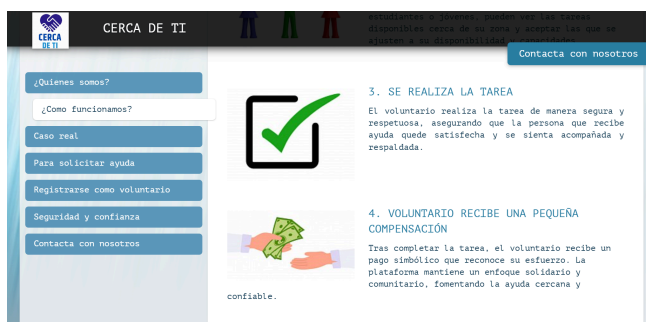 CERCA
DE TI
CERCA DE TI
estudiantes o jóvenes, pueden ver las tareas
disponibles cerca de su zona y aceptar las que se
ajusten a su disponibilidad y capacidades.
Contacta con nosotros
¿Quienes somos?
¿Como funcionamos?
Caso real
Para solicitar ayuda
Registrarse como voluntario
Seguridad y confianza
Contacta con nosotros
3. SE REALIZA LA TAREA
El voluntario realiza la tarea de manera segura y
respetuosa, asegurando que la persona que recibe
ayuda quede satisfecha y se sienta acompañada y
respaldada.
4. VOLUNTARIO RECIBE UNA PEQUEÑA
COMPENSACIÓN
Tras completar la tarea, el voluntario recibe un
pago simbólico que reconoce su esfuerzo. La
plataforma mantiene un enfoque solidario y
comunitario, fomentando la ayuda cercana y
confiable.